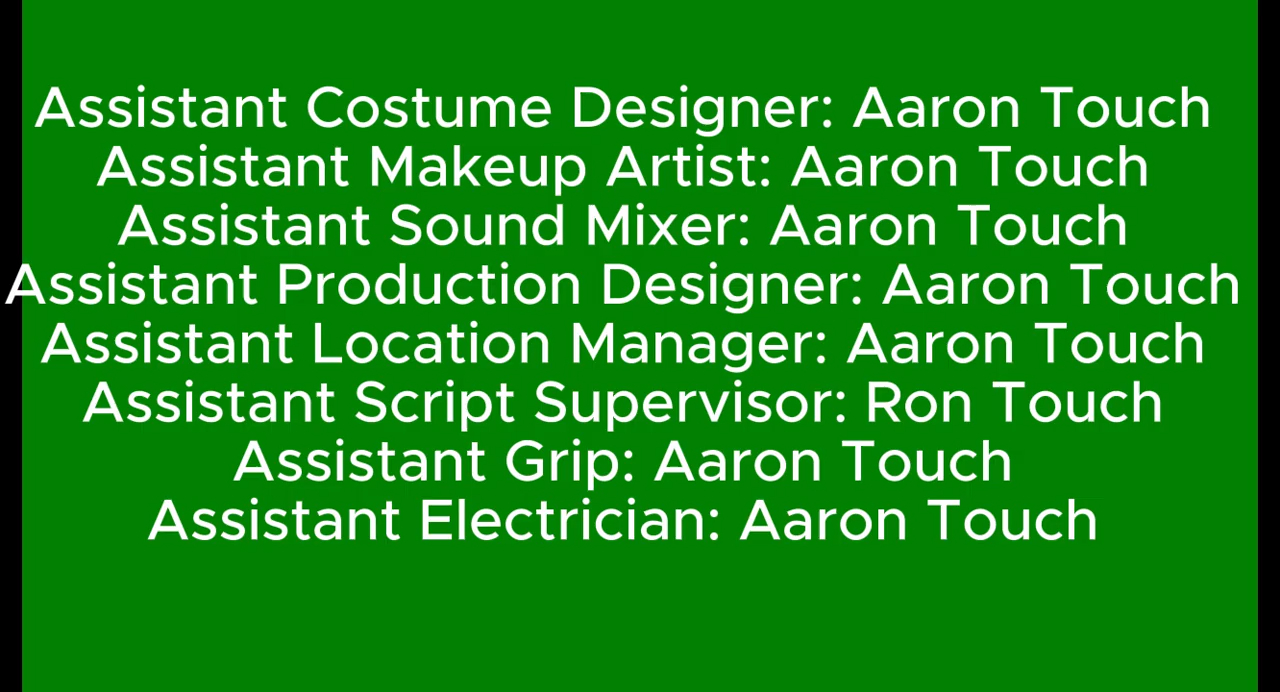 Assistant Costume Designer: Aaron Touch
Assistant Makeup Artist: Aaron Touch
Assistant Sound Mixer: Aaron Touch
Assistant Production Designer: Aaron Touch
Assistant Location Manager: Aaron Touch
Assistant Script Supervisor: Ron Touch
Assistant Grip: Aaron Touch
Assistant Electrician: Aaron Touch